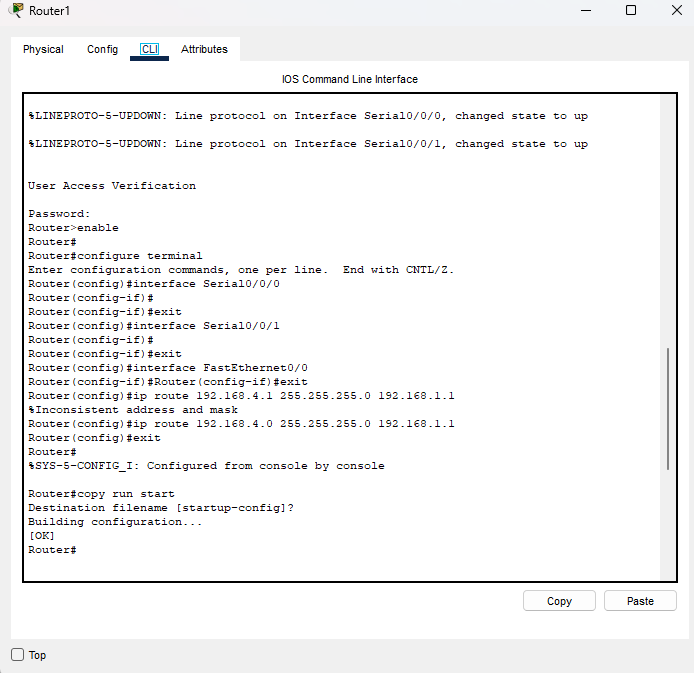 Router1
Physical Config CLI Attributes
IOS Command Line Interface
%LINEPROTO-5-UPDOWN: Line protocol on Interface Serial0/0/0, changed state to up
%LINEPROTO-5-UPDOWN: Line protocol on Interface Serial0/0/1, changed state to up
User Access Verification
Password:
Router>enable
Router#
Router#configure terminal
Enter configuration commands, one per line.  End with CNTL/Z.
Router(config)#interface Serial0/0/0
Router(config-if)#
Router(config-if)#exit
Router(config)#interface Serial0/0/1
Router(config-if)#
Router(config-if)#exit
Router(config)#interface FastEthernet0/0
Router(config-if)#Router(config-if)#exit
Router(config)#ip route 192.168.4.1 255.255.255.0 192.168.1.1
%Inconsistent address and mask
Router(config)#ip route 192.168.4.0 255.255.255.0 192.168.1.1
Router(config)#exit
Router#
%SYS-5-CONFIG_I: Configured from console by console
Router#copy run start
Destination filename [startup-config]?
Building configuration...
[OK]
Router#
Copy Paste
Top